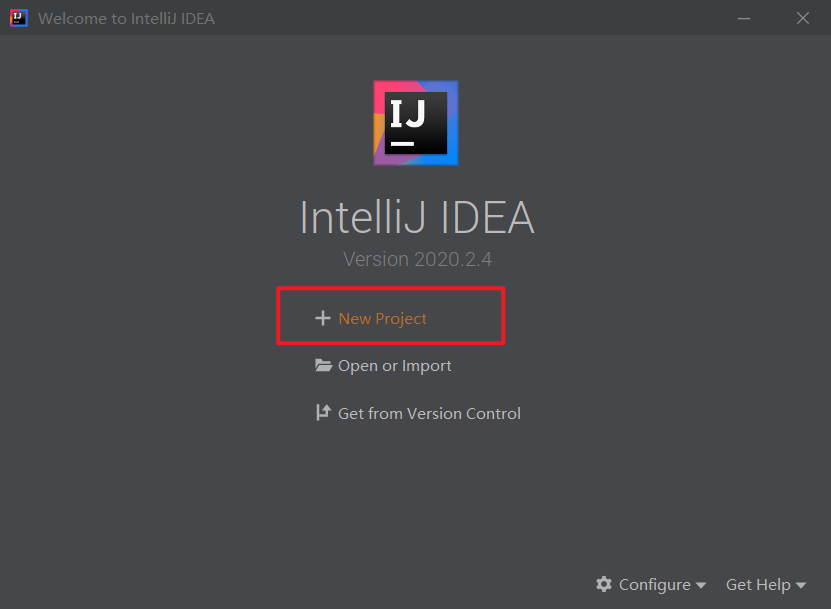 Welcome to IntelliJ IDEA
IJ
IntelliJ IDEA
Version 2020.2.4
New Project
Open or Import
Get from Version Control
Configure
Get Help